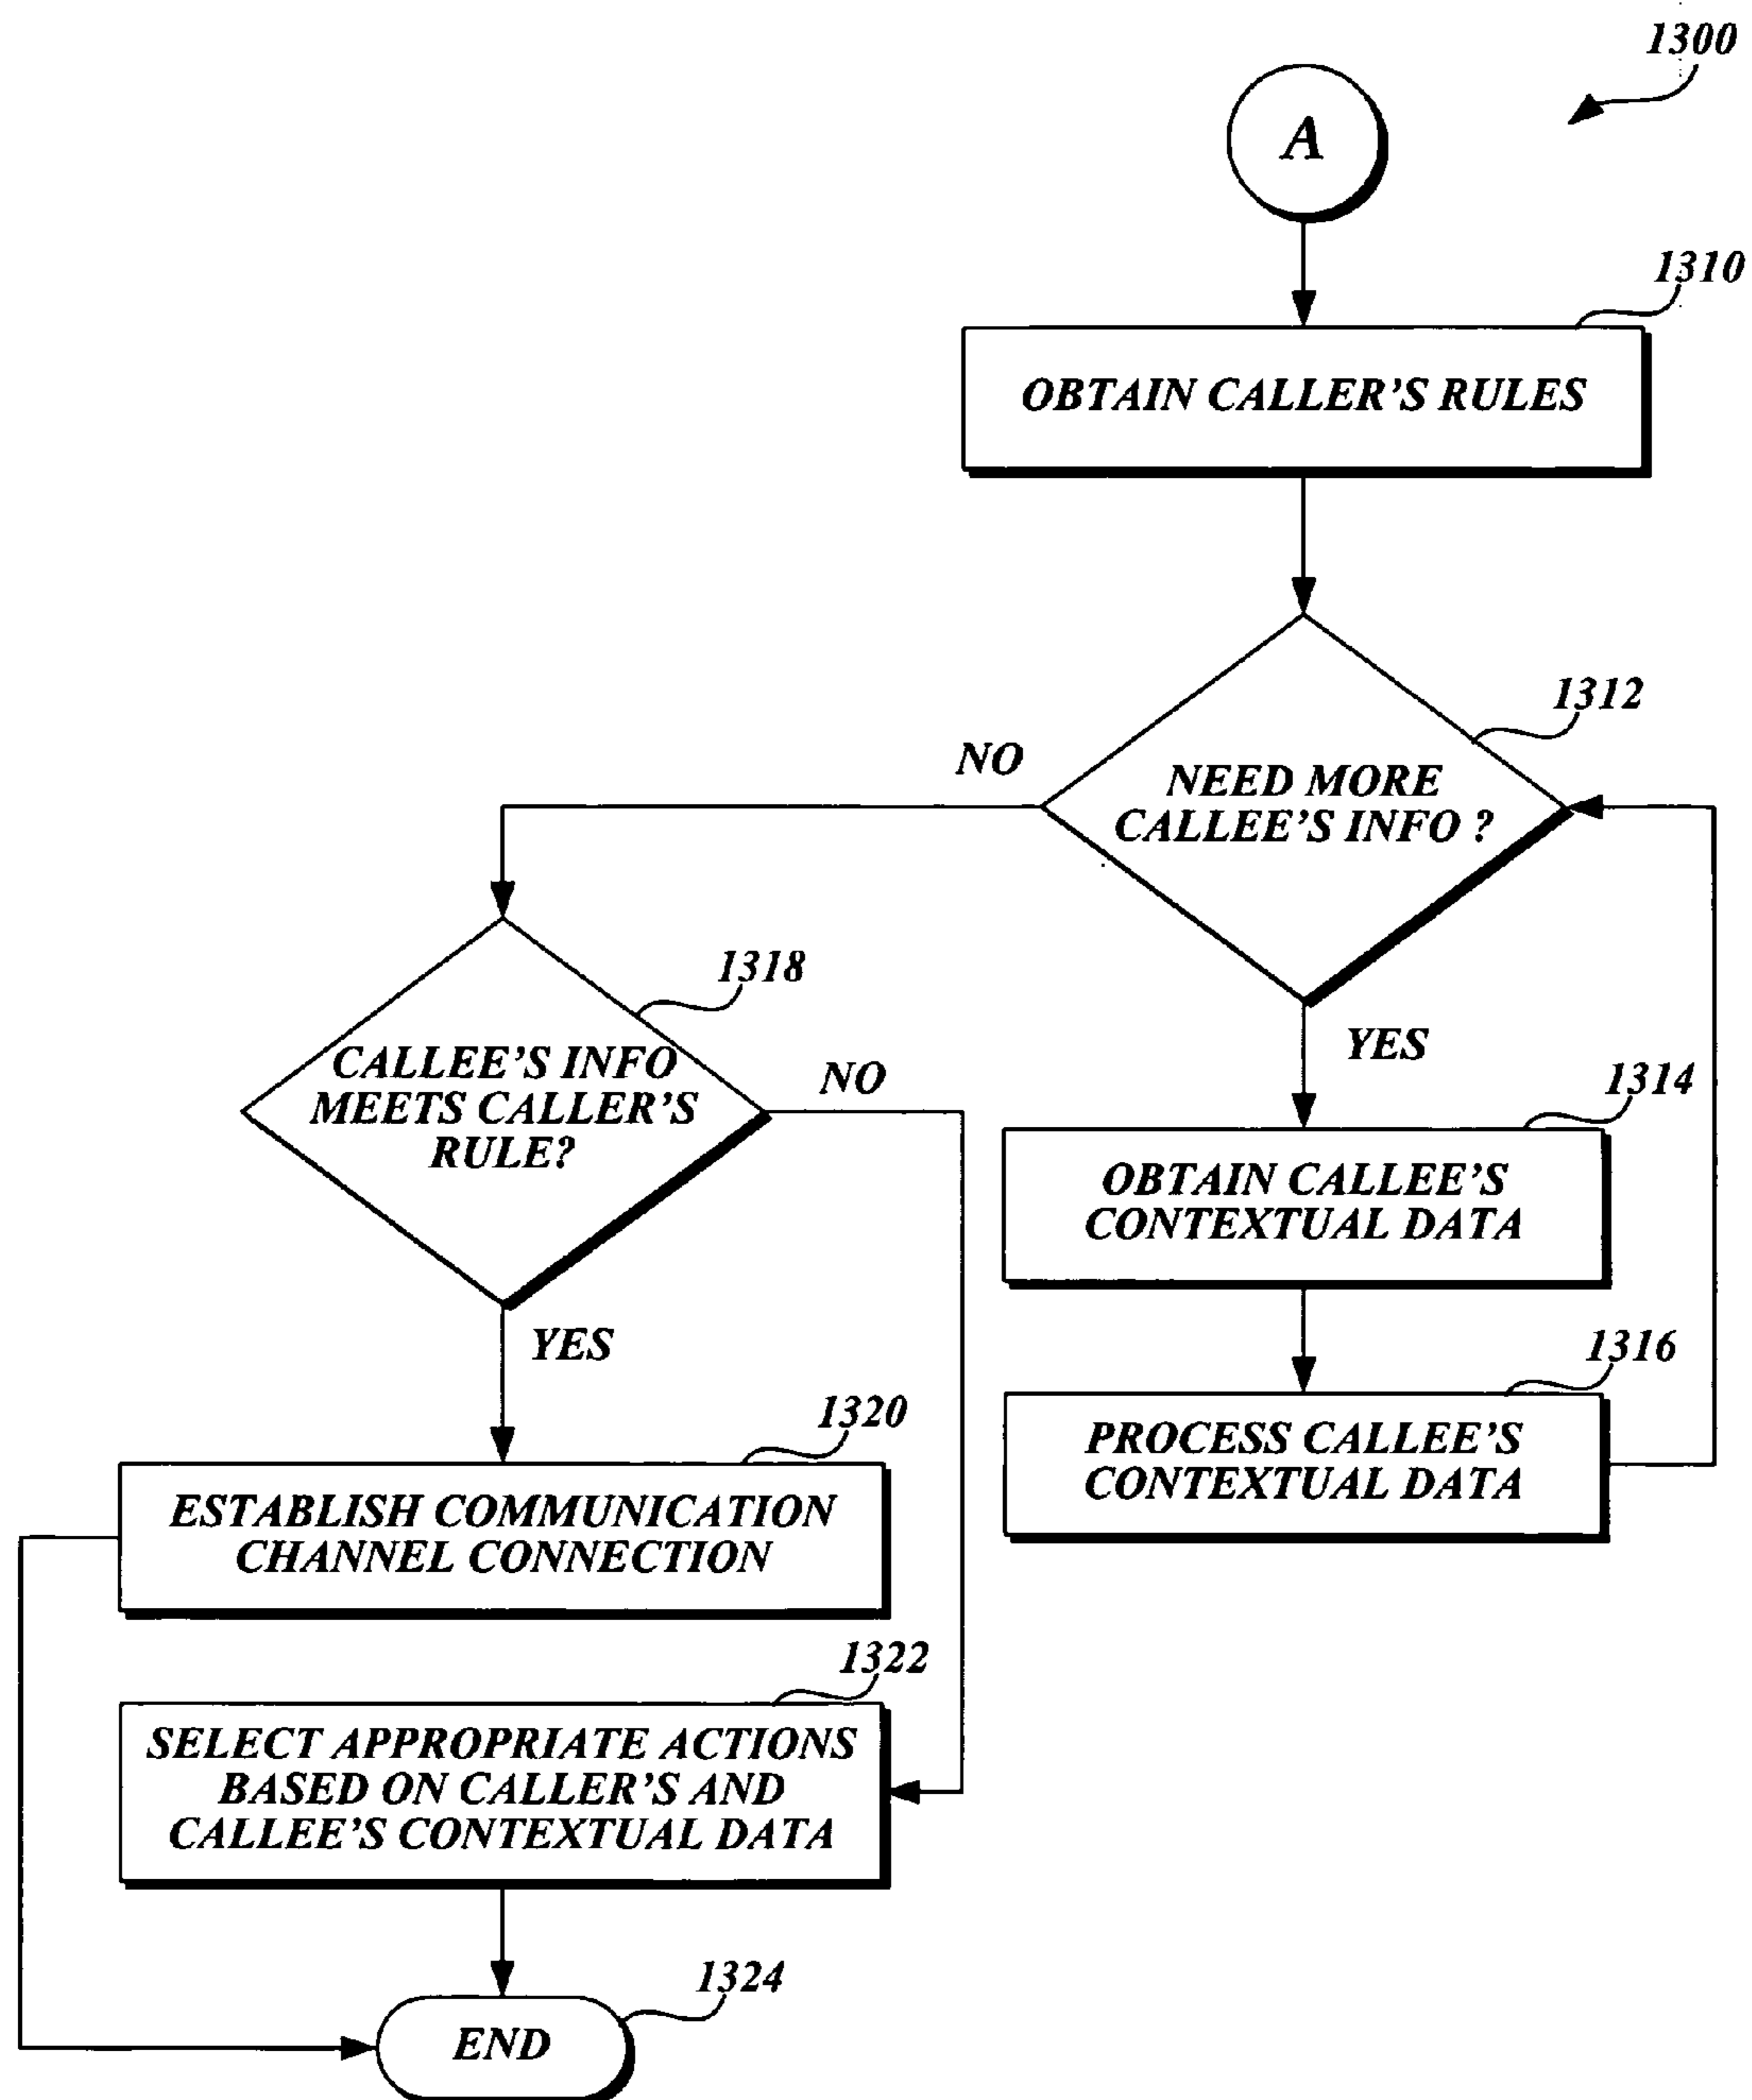 1300
A
1310
OBTAIN CALLER'S RULES
1312
NO
NEED MORE
CALLEE'S INFO ?
1318
YES
CALLEE'S INFO
MEETS CALLER'S
RULE?
NO
1314
OBTAIN CALLEE'S
CONTEXTUAL DATA
YES
1316
PROCESS CALLEE'S
CONTEXTUAL DATA
1320
ESTABLISH COMMUNICATION
CHANNEL CONNECTION
1322
SELECT APPROPRIATE ACTIONS
BASED ON CALLER'S AND
CALLEE'S CONTEXTUAL DATA
1324
END